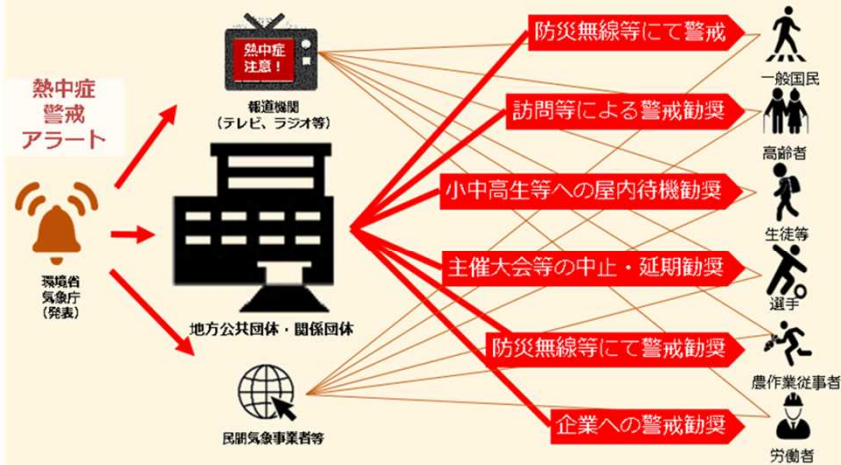 熱中症
警戒
アラート
環境省
気象庁
(発表)
熱中症
注意!
報道機関
(テレビ、ラジオ等)
地方公共団体・関係団体
民間気象事業者等
防災無線等にて警戒
訪問等による警戒勧奨
小中高生等への屋内待機勧奨
主催大会等の中止・延期勧奨
防災無線等にて警戒勧奨
企業への警戒勧奨
一般国民
高齢者
生徒等
選手
農作業従事者
労働者